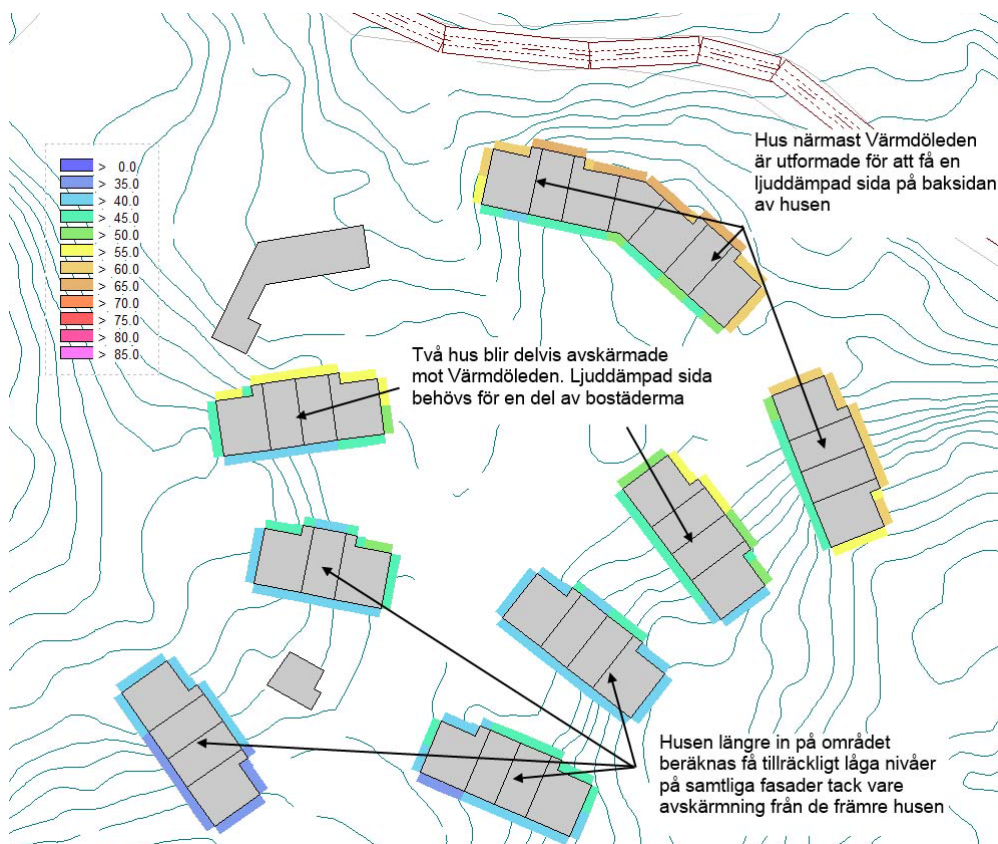 Hus närmast Värmdöleden
är utformade för att få en
ljuddämpad sida på baksidan
av husen
> 0.0
> 35.0
> 40.0
> 45.0
> 50.0
> 55.0
> 60.0
> 65.0
> 70.0
> 75.0
> 80.0
> 85.0
Två hus blir delvis avskärmade
mot Värmdöleden. Ljuddämpad sida
behövs för en del av bostäderma
Husen längre in på området
beräknas få tillräckligt låga nivåer
på samtliga fasader tack vare
avskärmning från de främre husen